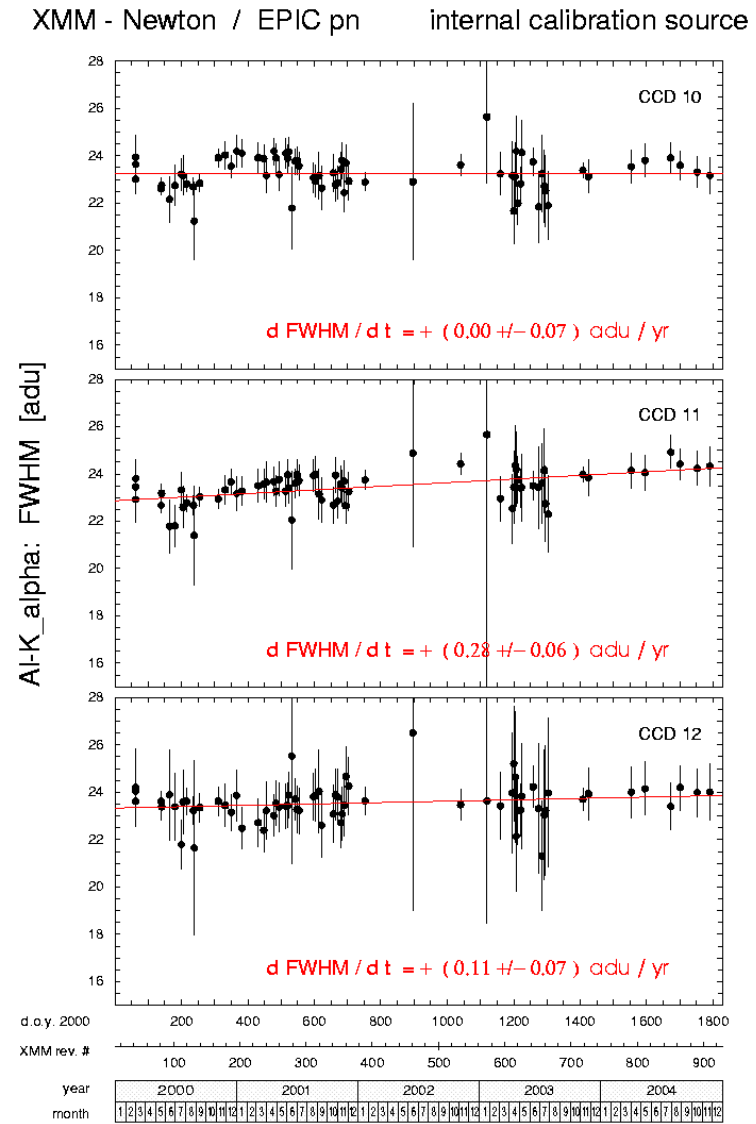 XMM - Newton / EPIC pn internal calibration source
Al-K_alpha: FWHM [adu]
28
26
24
22
20
18
16
CCD 10
d FWHM / d t = + ( 0.00 +/- 0.07 ) adu / yr
28
26
24
22
20
18
16
CCD 11
d FWHM / d t = + ( 0.28 +/- 0.06 ) adu / yr
28
26
24
22
20
18
16
CCD 12
d FWHM / d t = + ( 0.11 +/- 0.07 ) adu / yr
d.o.y. 2000 200 400 600 800 1000 1200 1400 1600 1800
XMM rev. # 100 200 300 400 500 600 700 800 900
year 2000 2001 2002 2003 2004
month 1 2 3 4 5 6 7 8 9 10 11 12 1 2 3 4 5 6 7 8 9 10 11 12 1 2 3 4 5 6 7 8 9 10 11 12 1 2 3 4 5 6 7 8 9 10 11 12 1 2 3 4 5 6 7 8 9 10 11 12